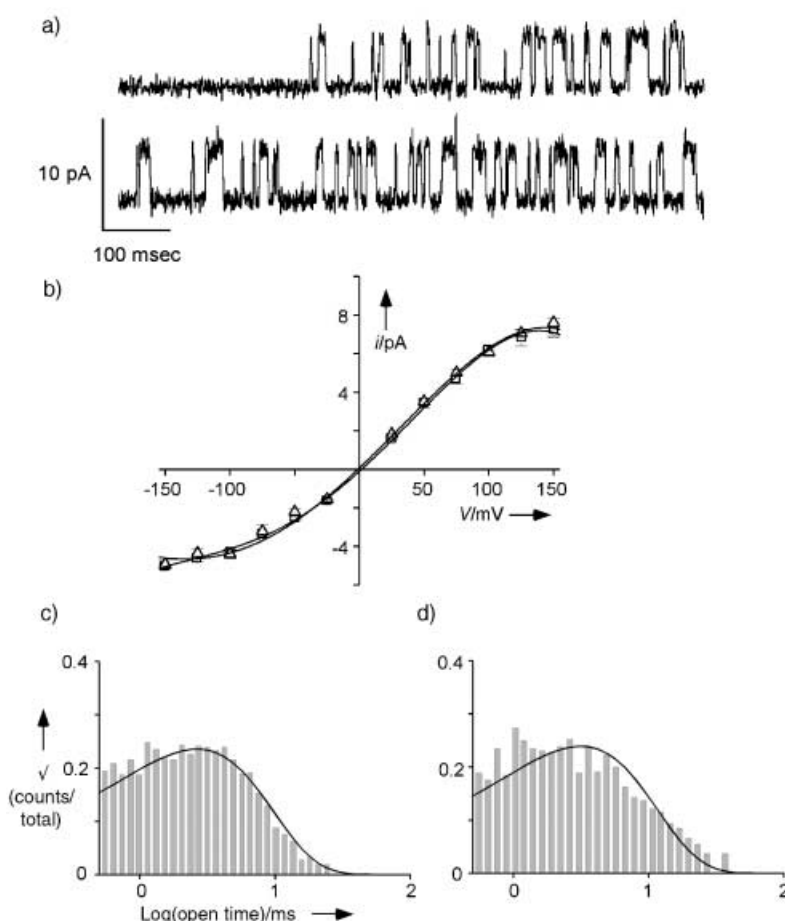 a)
10 pA
100 msec
b)
8
i/pA
4
-150 -100 50 100 150
V/mV
-4
c) d)
0.4 0.4
0.2 0.2
√
(counts/
total)
0 0
0 1 2 0 1 2
Log(open time)/ms